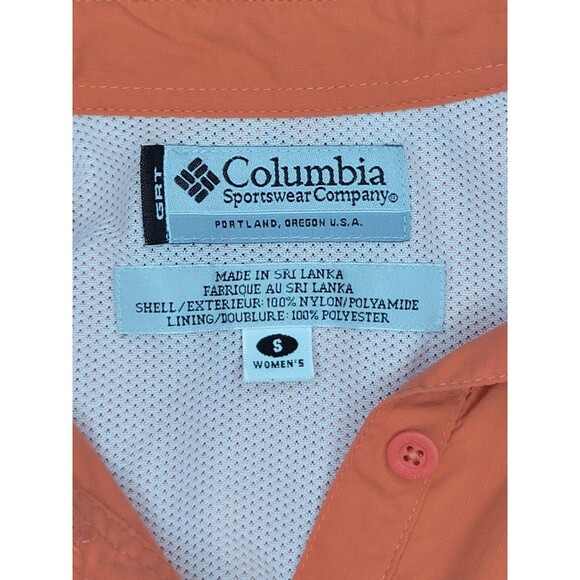 GRT
Columbia
Sportswear Company®
PORTLAND, OREGON U.S.A.
MADE IN SRI LANKA
FABRIQUE AU SRI LANKA
SHELL/EXTERIEUR: 100% NYLON/POLYAMIDE
LINING/DOUBLURE: 100% POLYESTER
S
WOMEN'S